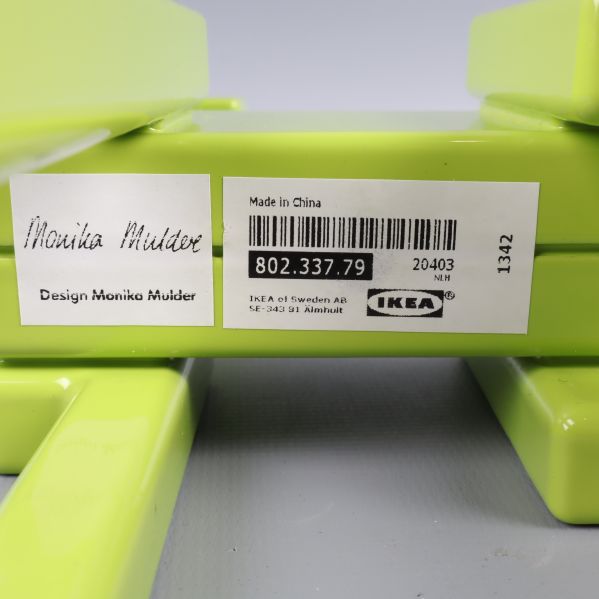 Monika Mulder
Design Monika Mulder
Made in China
802.337.79
20403
NLH
1342
IKEA of Sweden AB
SE-343 81 Älmhult
IKEA®